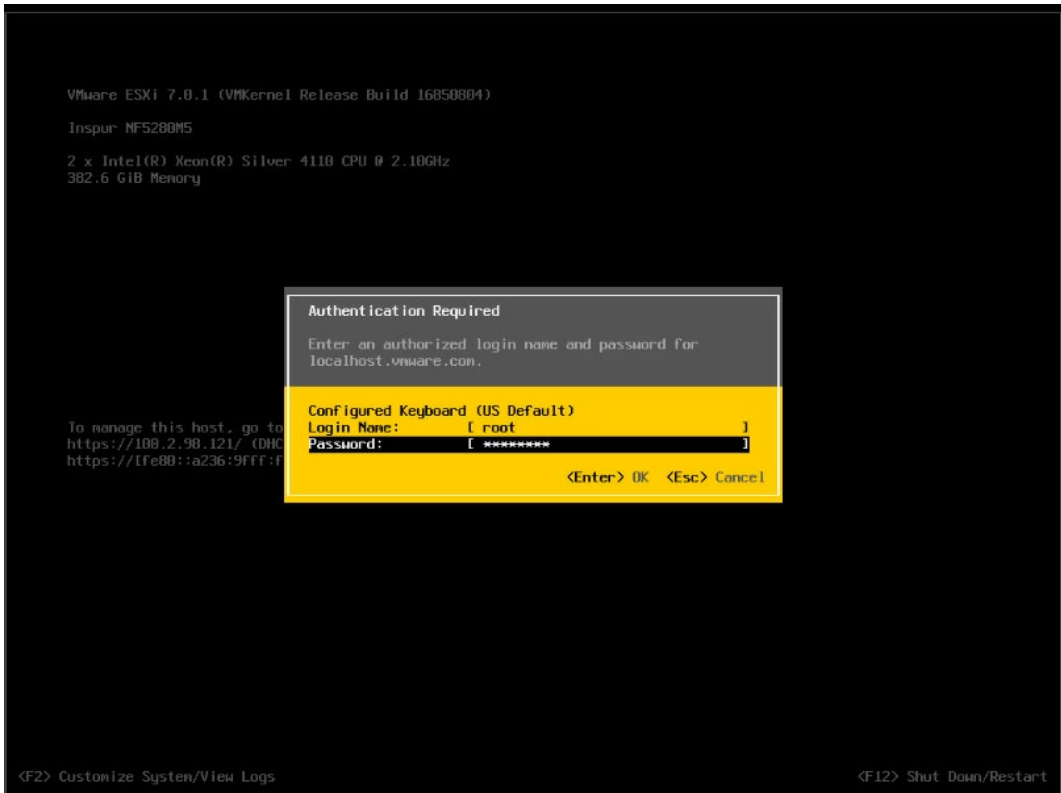 VMware ESXi 7.0.1 (VMKernel Release Build 16850804)
Inspur NF5280M5
2 x Intel(R) Xeon(R) Silver 4110 CPU @ 2.10GHz
382.6 GiB Memory
Authentication Required
Enter an authorized login name and password for
localhost.vmware.com.
Configured Keyboard (US Default)
Login Name: [ root ]
Password: [ ******** ]
<Enter> OK <Esc> Cancel
To manage this host, go to
https://100.2.98.121/ (DHC
https://[fe80::a236:9fff:f
<F2> Customize System/View Logs
<F12> Shut Down/Restart